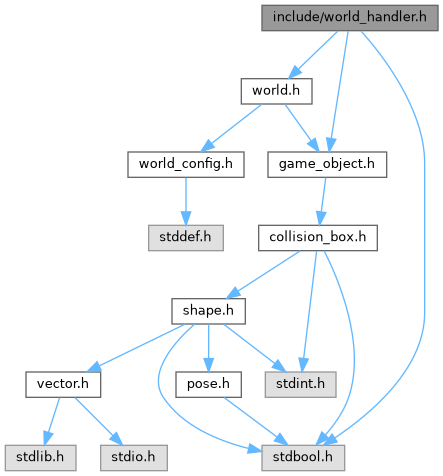 include/world_handler.h
world.h
world_config.h
game_object.h
stddef.h
collision_box.h
shape.h
vector.h
pose.h
stdint.h
stdlib.h
stdio.h
stdbool.h